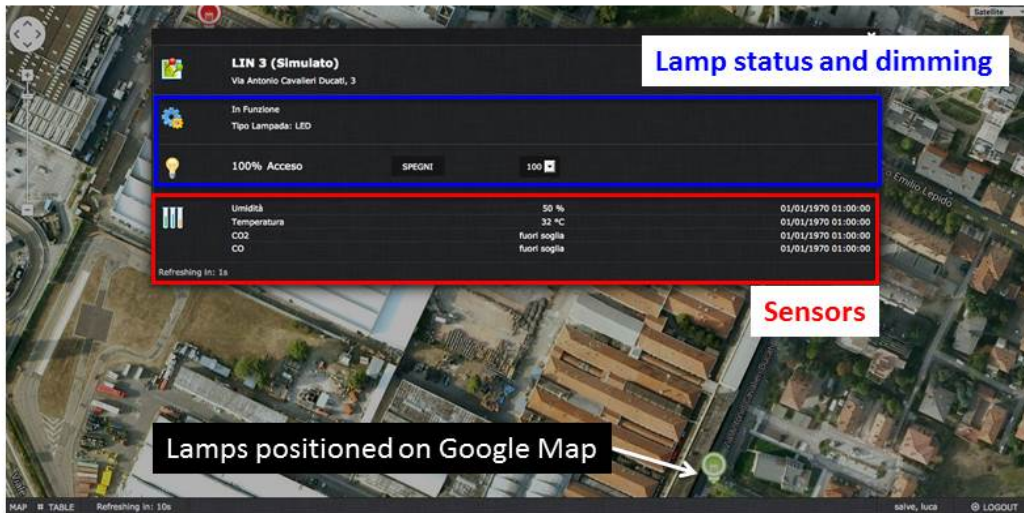 Satellite
LIN 3 (Simulato)
Via Antonio Cavalieri Ducati, 3
Lamp status and dimming
In Funzione
Tipo Lampada: LED
100% Acceso SPEGNI 100
Umidità 50 % 01/01/1970 01:00:00
Temperatura 32 °C 01/01/1970 01:00:00
CO2 fuori soglia 01/01/1970 01:00:00
CO fuori soglia 01/01/1970 01:00:00
Refreshing in: 1s
Sensors
Emilio Lepido
Lamps positioned on Google Map
MAP TABLE Refreshing in: 10s salve, luca LOGOUT